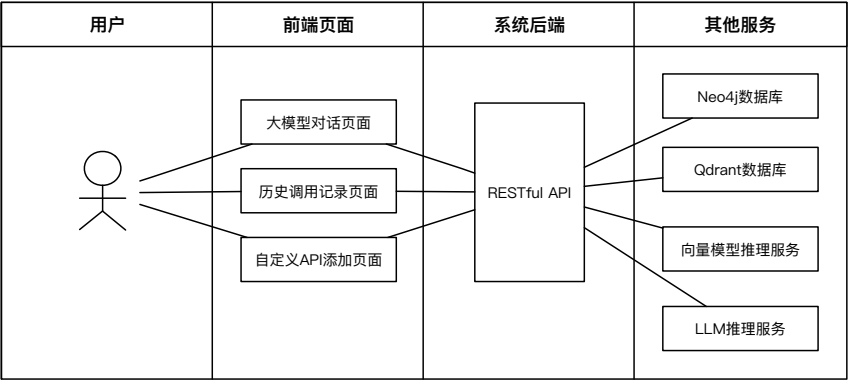 用户
前端页面
系统后端
其他服务
大模型对话页面
历史调用记录页面
自定义API添加页面
RESTful API
Neo4j数据库
Qdrant数据库
向量模型推理服务
LLM推理服务